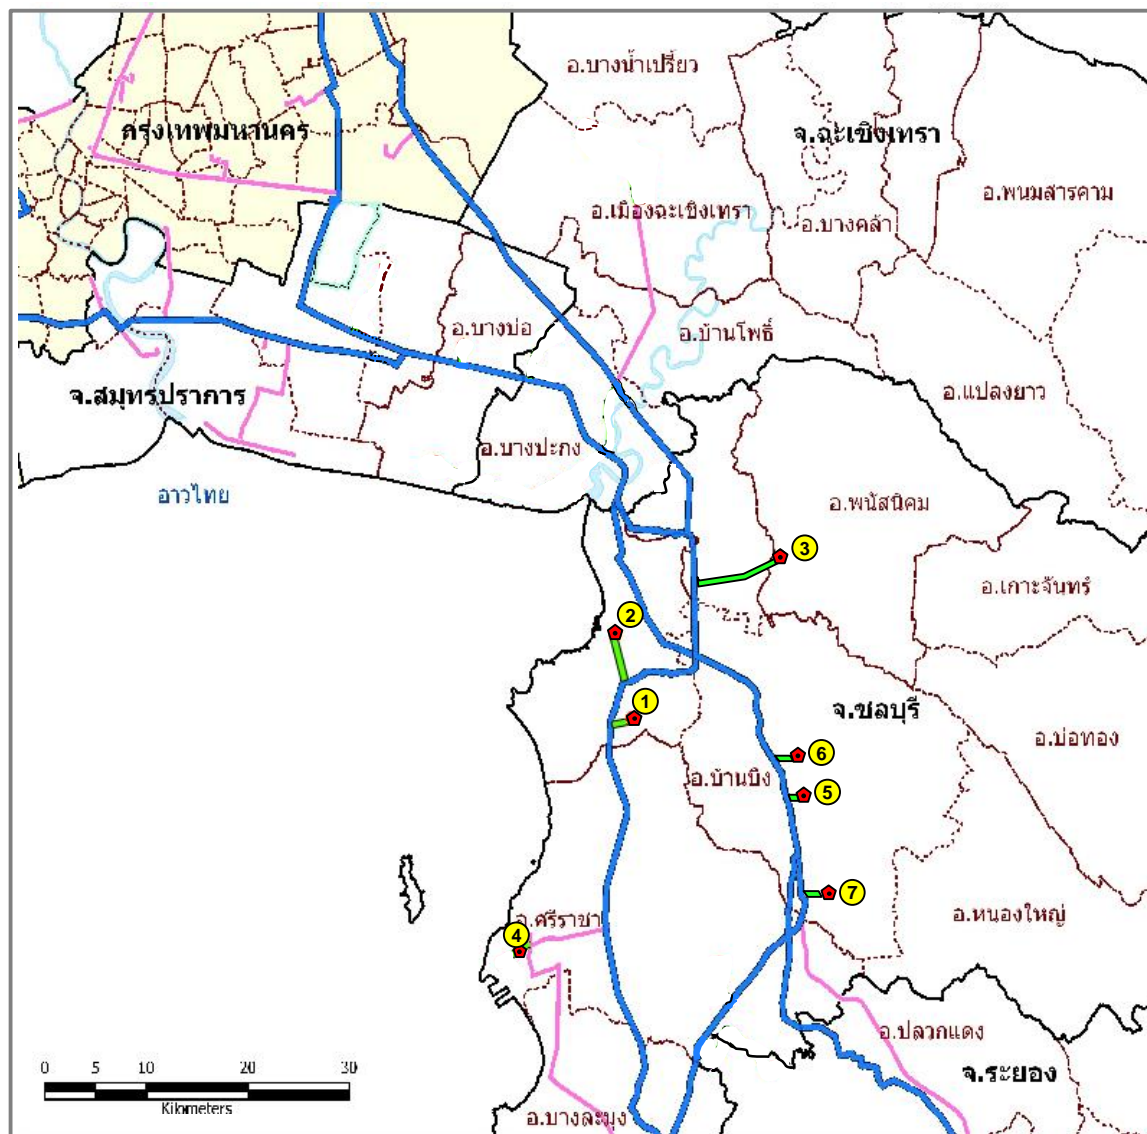 อ.บางน้ำเปรี้ยว
กรุงเทพมหานคร
จ.ฉะเชิงเทรา
อ.พนมสารคาม
อ.เมืองฉะเชิงเทรา
อ.บางคล้า
อ.บางบ่อ
อ.บ้านโพธิ์
จ.สมุทรปราการ
อ.แปลงยาว
อ.บางปะกง
อ่าวไทย
อ.พนัสนิคม
3
อ.เกาะจันทร์
2
1
จ.ชลบุรี
อ.บ่อทอง
6
อ.บ้านบึง
5
7
อ.ศรีราชา
อ.หนองใหญ่
4
อ.ปลวกแดง
จ.ระยอง
0 5 10 20 30
Kilometers
อ.บางละมุง